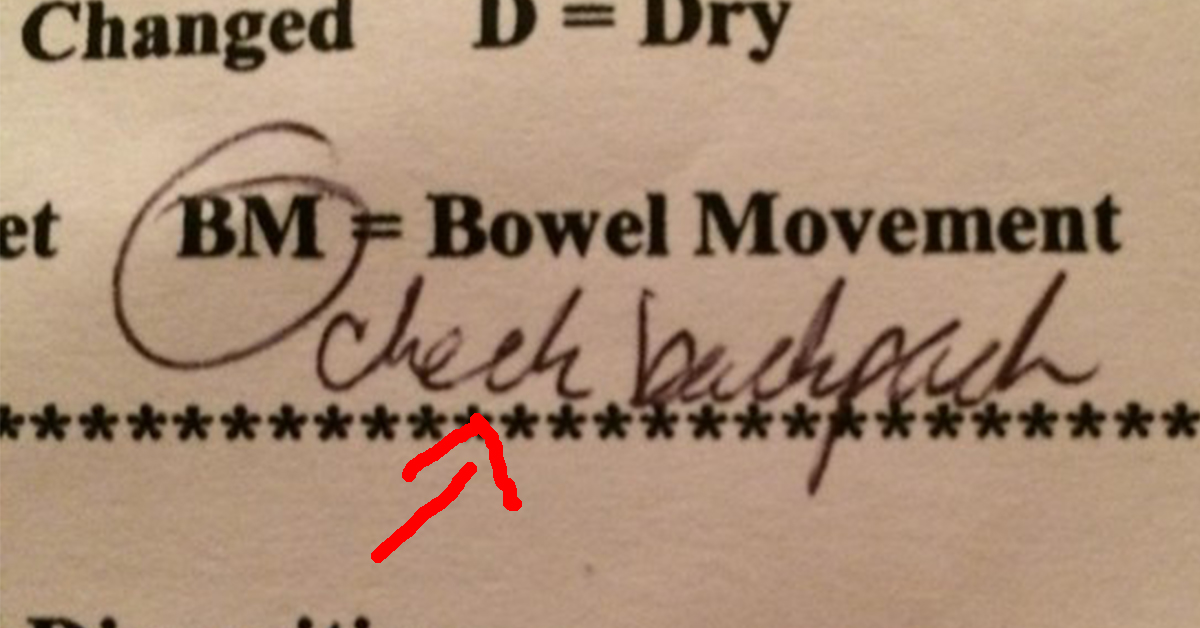 Changed D = Dry
et BM = Bowel Movement
check backpack
************************